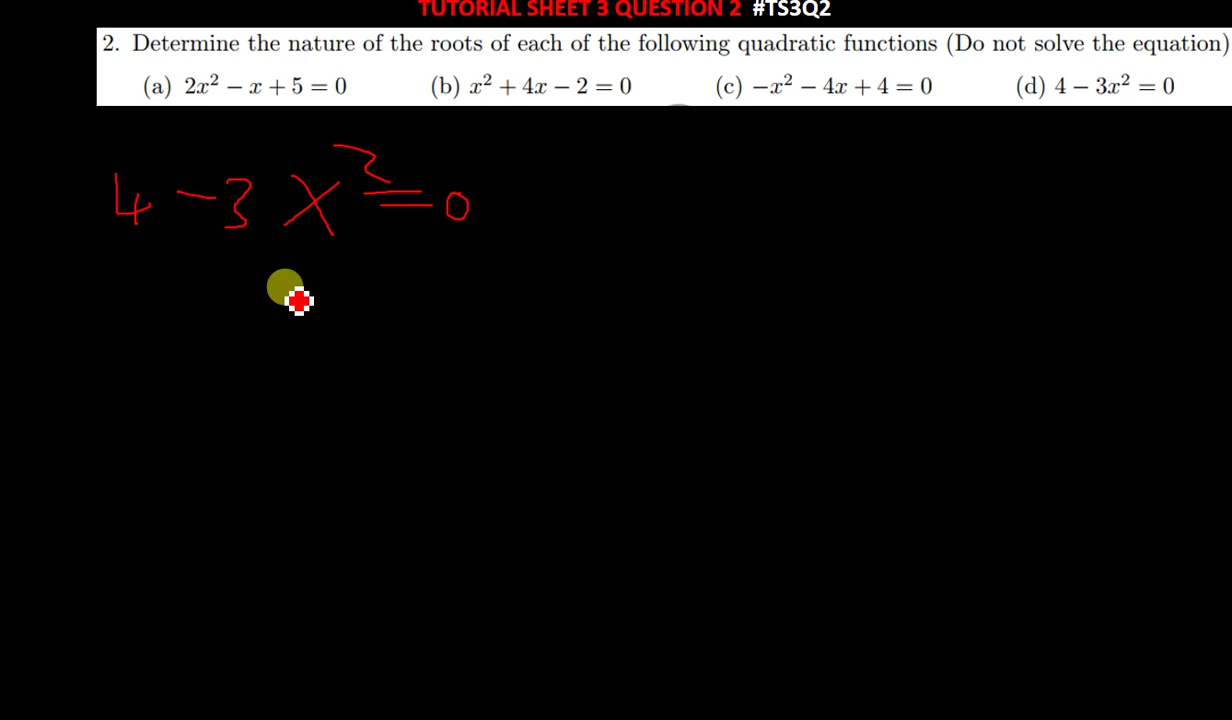 TUTORIAL SHEET 3 QUESTION 2 #TS3Q2
2. Determine the nature of the roots of each of the following quadratic functions (Do not solve the equation)
(a) 2x² − x + 5 = 0 (b) x² + 4x − 2 = 0 (c) −x² − 4x + 4 = 0 (d) 4 − 3x² = 0
4 − 3 x² = 0